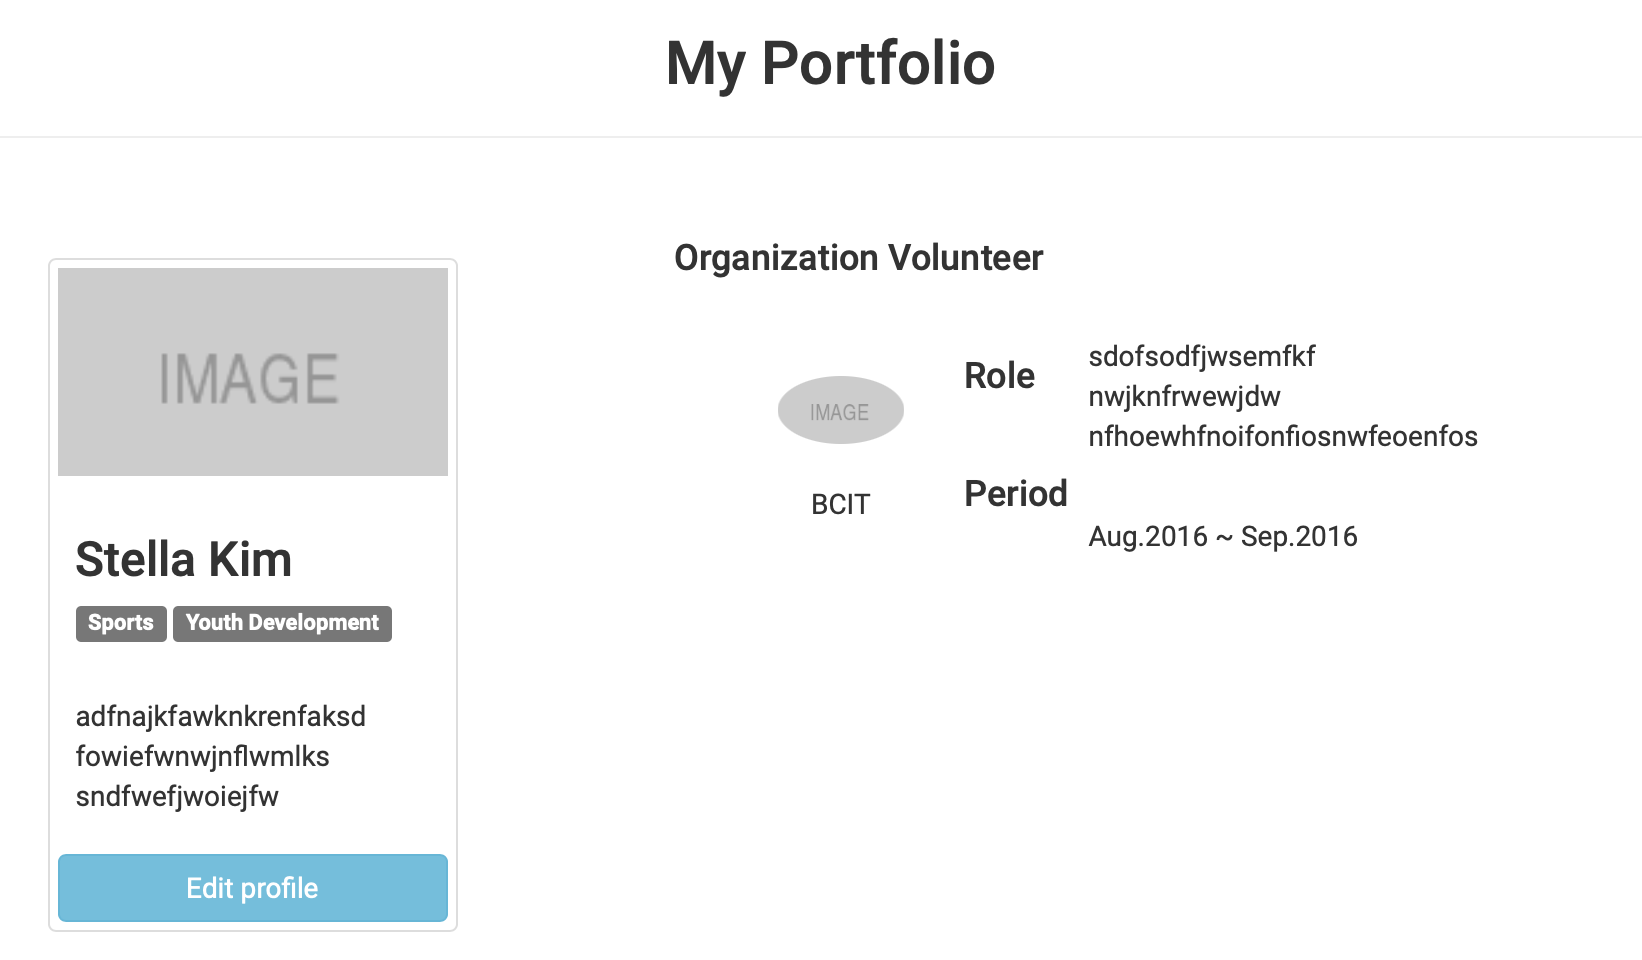 My Portfolio
IMAGE
Stella Kim
Sports Youth Development
adfnajkfawknkrenfaksd
fowiefwnwjnflwmlks
sndfwefjwoiejfw
Edit profile
Organization Volunteer
IMAGE
BCIT
Role
sdofsodfjwsemfkf
nwjknfrwewjdw
nfhoewhfnoifonfiosnwfeoenfos
Period
Aug.2016 ~ Sep.2016